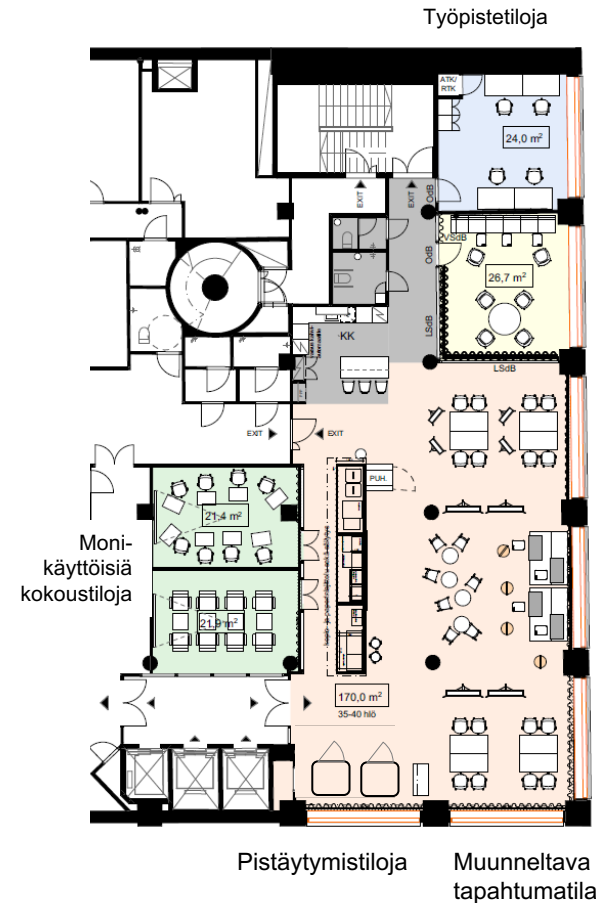 Työpistetiloja
ATK/
RTK
24,0 m²
EXIT
EXIT
OdB
OdB
VSdB
26,7 m²
LSdB
KK
LSdB
EXIT
EXIT
PUH.
21,4 m²
Moni-
käyttöisiä
kokoustiloja
21,9 m²
170,0 m²
35-40 hlö
Pistäytymistiloja
Muunneltava
tapahtumatila